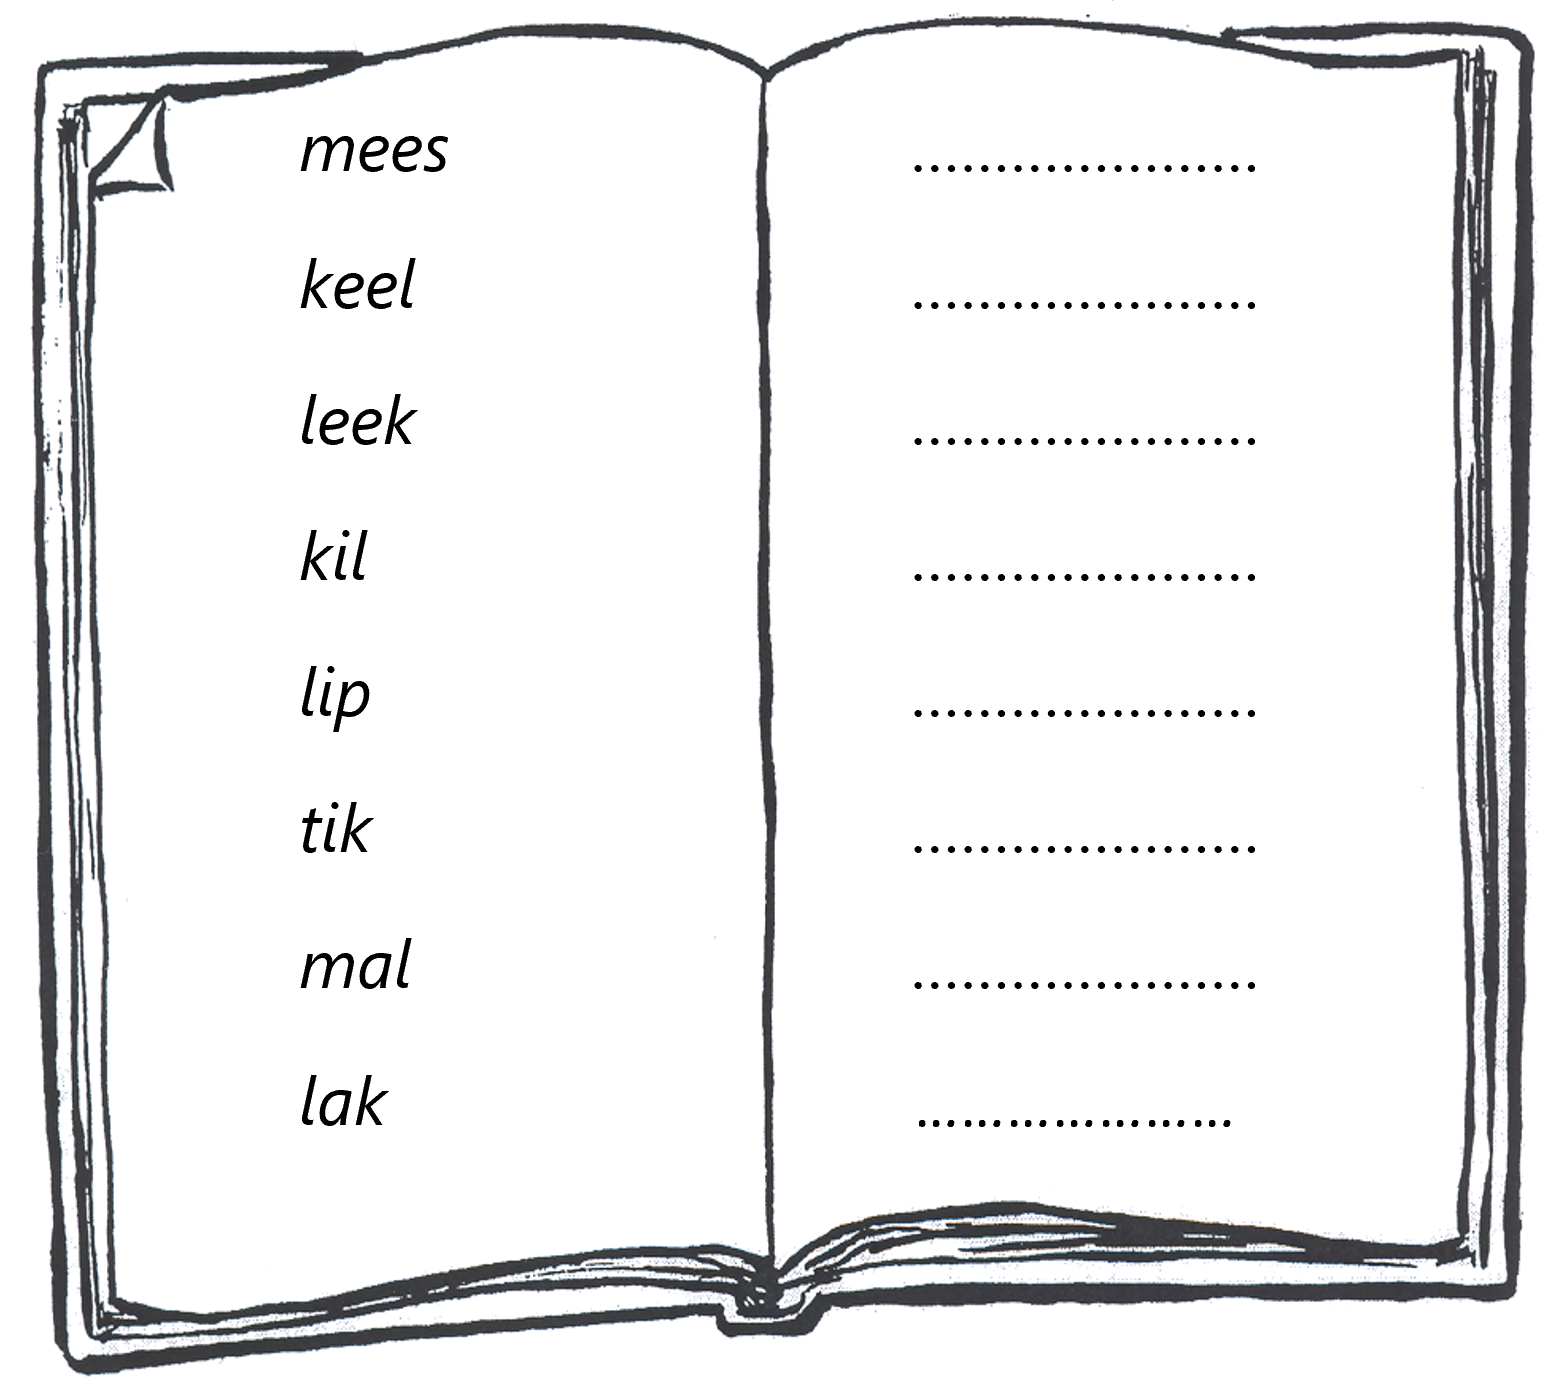 mees .....................
keel .....................
leek .....................
kil .....................
lip .....................
tik .....................
mal .....................
lak .....................